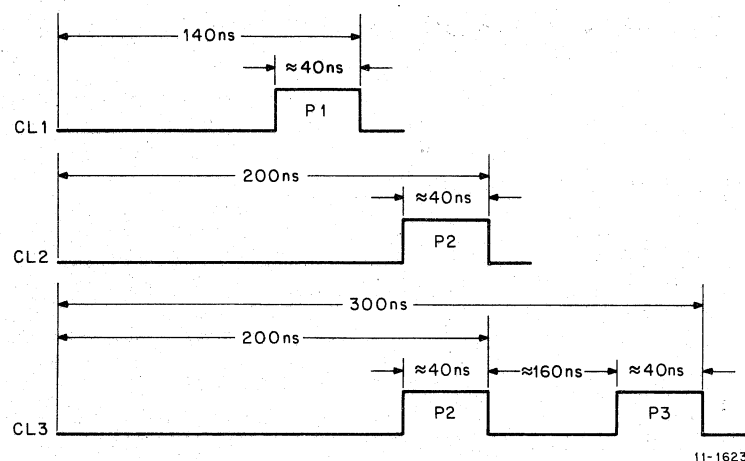 140ns
≈40ns
P1
CL1
200ns
≈40ns
P2
CL2
300ns
200ns
≈40ns ≈160ns ≈40ns
P2 P3
CL3
11-1623